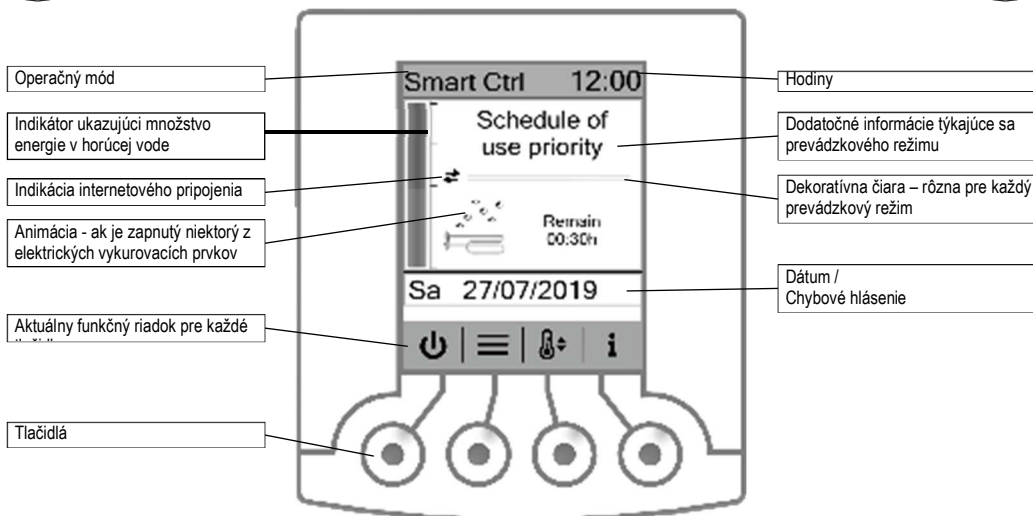 Operačný mód
Indikátor ukazujúci množstvo
energie v horúcej vode
Indikácia internetového pripojenia
Animácia - ak je zapnutý niektorý z
elektrických vykurovacích prvkov
Aktuálny funkčný riadok pre každé
Tlačidlá
Smart Ctrl 12:00
Schedule of
use priority
Remain
00:30h
Sa 27/07/2019
Hodiny
Dodatočné informácie týkajúce sa
prevádzkového režimu
Dekoratívna čiara – rôzna pre každý
prevádzkový režim
Dátum /
Chybové hlásenie